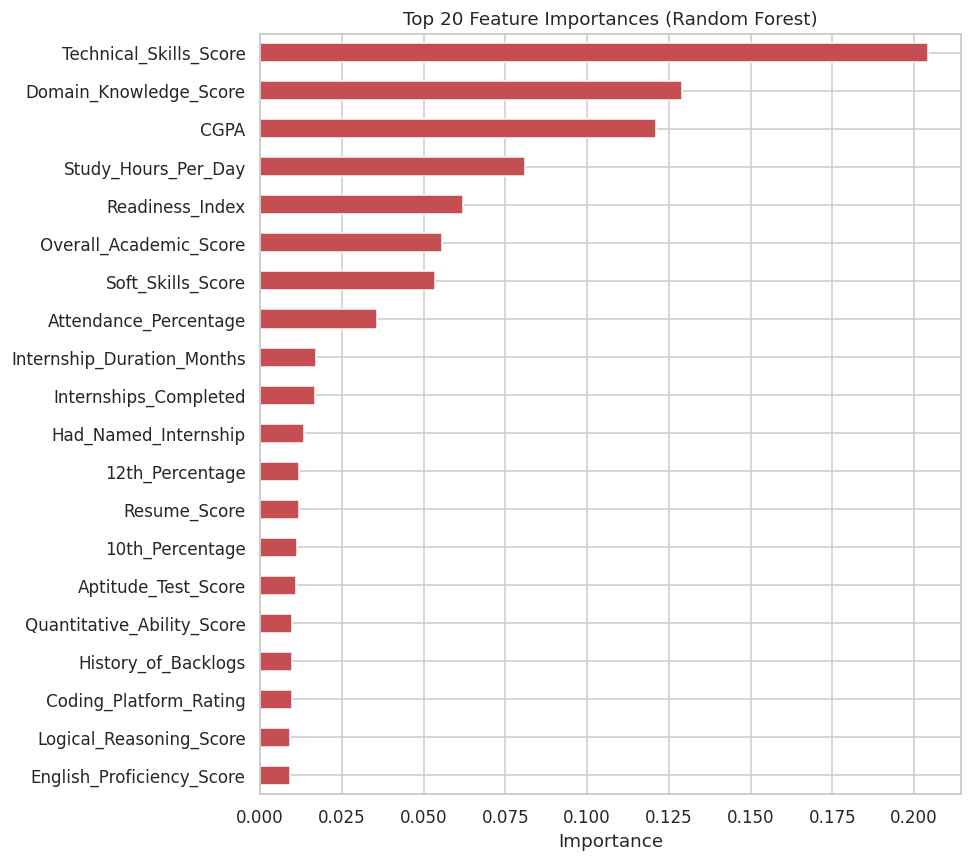 Top 20 Feature Importances (Random Forest)
Technical_Skills_Score
Domain_Knowledge_Score
CGPA
Study_Hours_Per_Day
Readiness_Index
Overall_Academic_Score
Soft_Skills_Score
Attendance_Percentage
Internship_Duration_Months
Internships_Completed
Had_Named_Internship
12th_Percentage
Resume_Score
10th_Percentage
Aptitude_Test_Score
Quantitative_Ability_Score
History_of_Backlogs
Coding_Platform_Rating
Logical_Reasoning_Score
English_Proficiency_Score
0.000 0.025 0.050 0.075 0.100 0.125 0.150 0.175 0.200
Importance